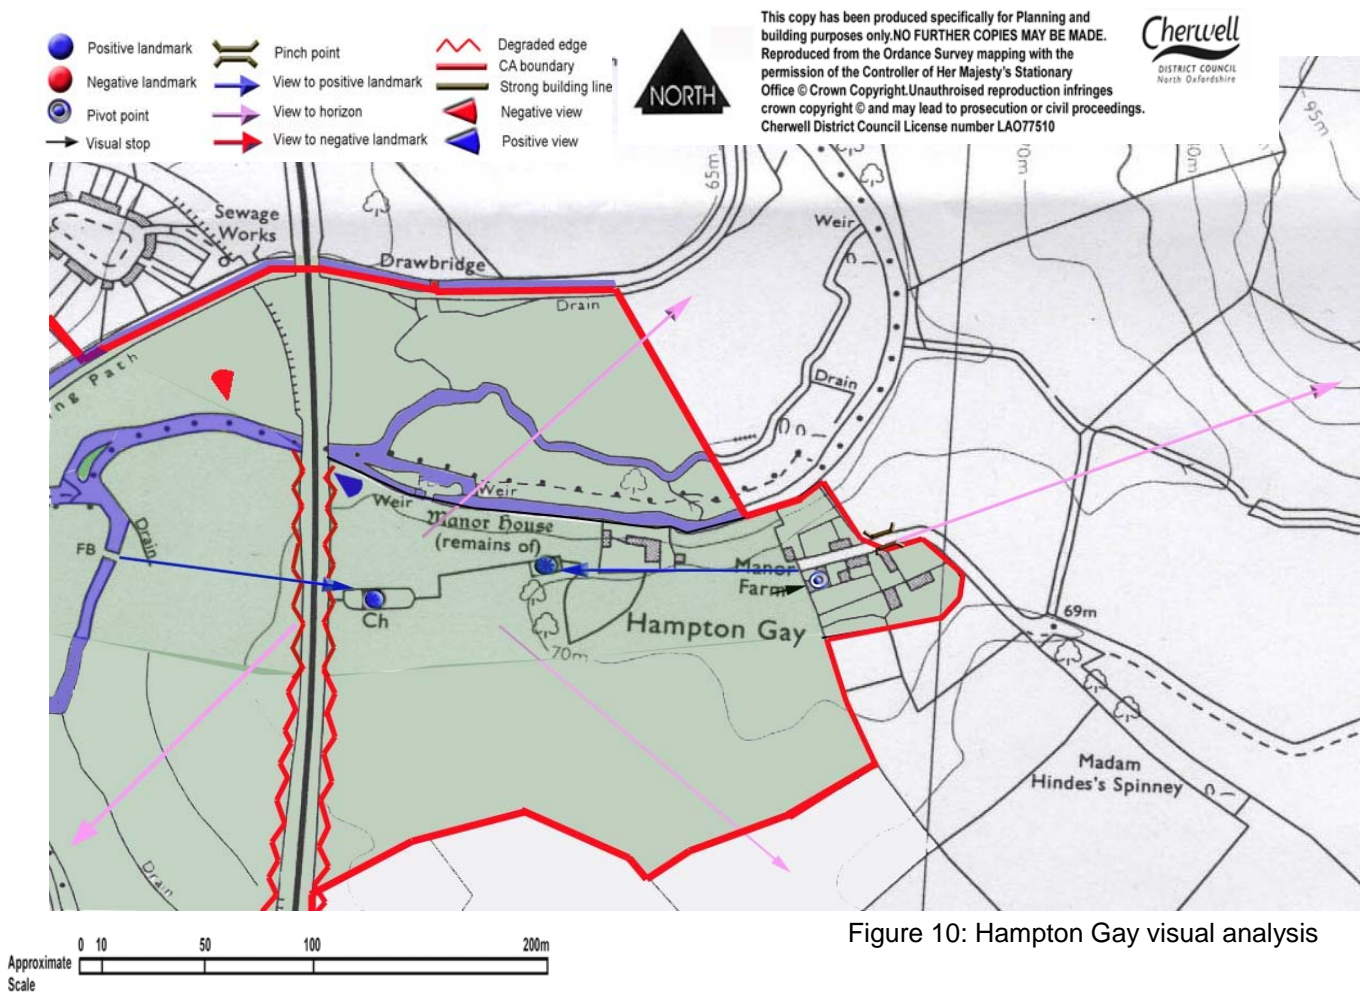 Positive landmark
Negative landmark
Pivot point
Visual stop
Pinch point
View to positive landmark
View to horizon
View to negative landmark
Degraded edge
CA boundary
Strong building line
Negative view
Positive view
NORTH
This copy has been produced specifically for Planning and
building purposes only.NO FURTHER COPIES MAY BE MADE.
Reproduced from the Ordance Survey mapping with the
permission of the Controller of Her Majesty's Stationary
Office © Crown Copyright.Unauthroised reproduction infringes
crown copyright © and may lead to prosecution or civil proceedings.
Cherwell District Council License number LAO77510
Cherwell
DISTRICT COUNCIL
North Oxfordshire
95m
65m
Sewage
Works
Weir
Drawbridge
Drain
ing Path
Drain
Weir
Weir
Manor House
(remains of)
Drain
FB
Manor
Farm
Ch
Hampton Gay
69m
70m
Madam
Hindes's Spinney
Drain
Figure 10: Hampton Gay visual analysis
Approximate
Scale
0 10 50 100 200m